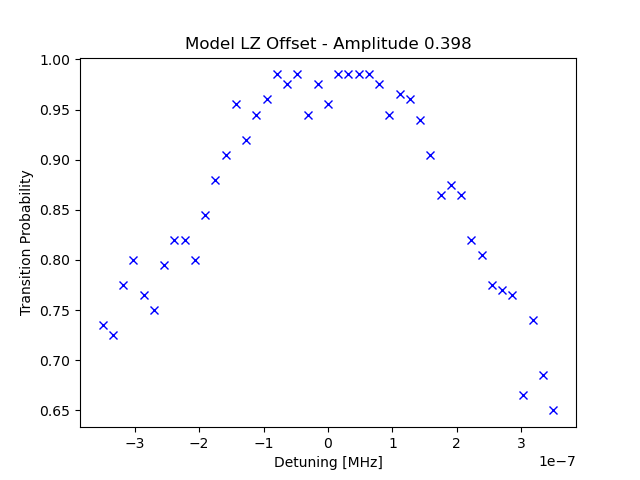 Model LZ Offset - Amplitude 0.398
1.00
0.95
0.90
0.85
0.80
0.75
0.70
0.65
Transition Probability
−3 −2 −1 0 1 2 3
1e−7
Detuning [MHz]